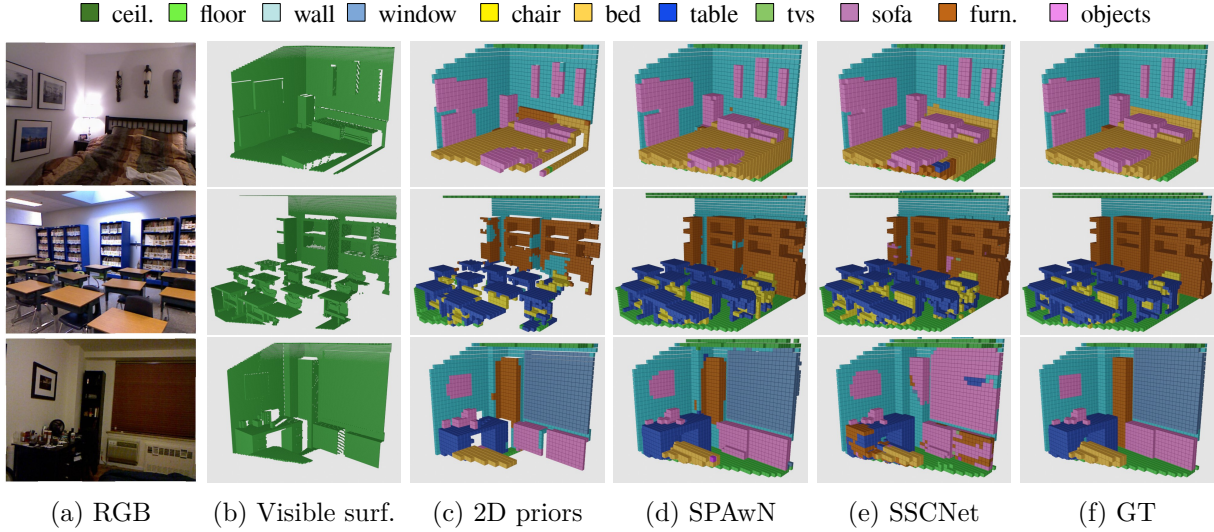 ceil. floor wall window chair bed table tvs sofa furn. objects
(a) RGB (b) Visible surf. (c) 2D priors (d) SPAwN (e) SSCNet (f) GT